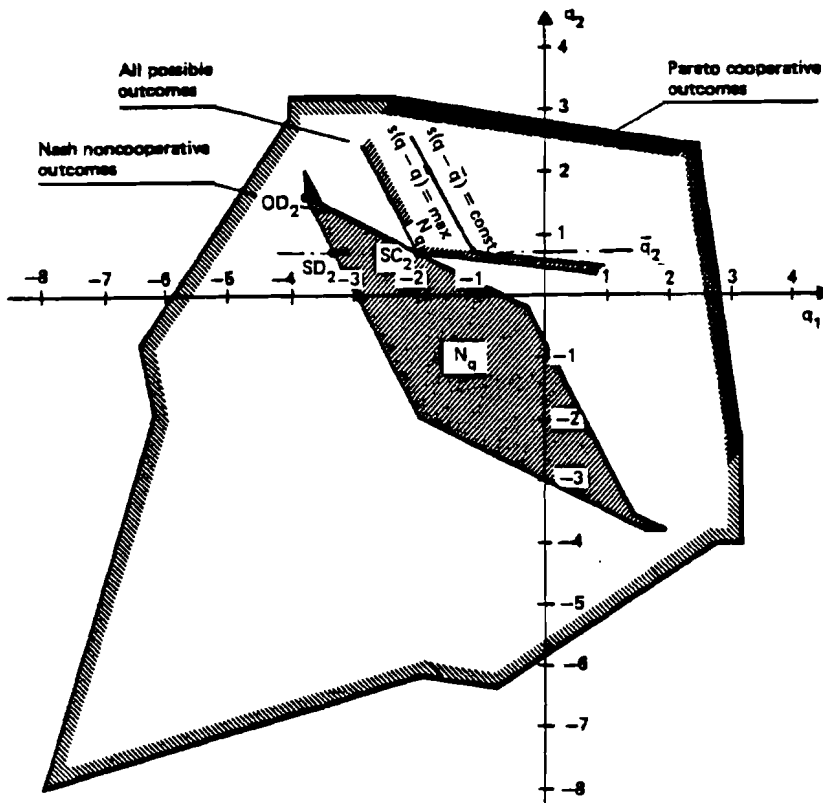 q₂
4
All possible
outcomes
Pareto cooperative
outcomes
3
Nash noncooperative
outcomes
2
s(q − q̄) = max
N_q
s(q − q̄) = const
1
OD₂
q̄₂
SD₂
SC₂
−8 −7 −6 −5 −4 −3 −2 −1 1 2 3 4
q₁
N_q
−1
−2
−3
−4
−5
−6
−7
−8